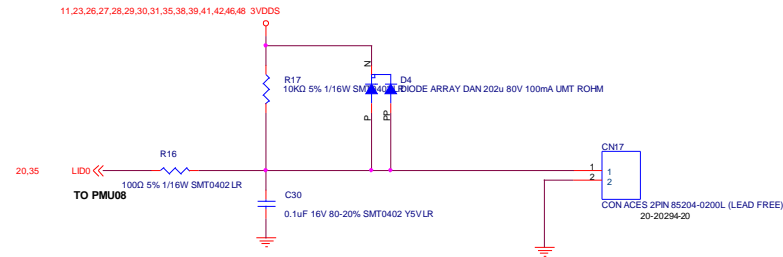 11,23,26,27,28,29,30,31,35,38,39,41,42,46,48 3VDDS
N
R17
10KΩ 5% 1/16W SMT0402 LR
D4
DIODE ARRAY DAN 202u 80V 100mA UMT ROHM
P
PP
R16
20,35 LID0
100Ω 5% 1/16W SMT0402 LR
TO PMU08
C30
0.1uF 16V 80-20% SMT0402 Y5V LR
CN17
1 1
2 2
CON ACES 2PIN 85204-0200L (LEAD FREE)
20-20294-20